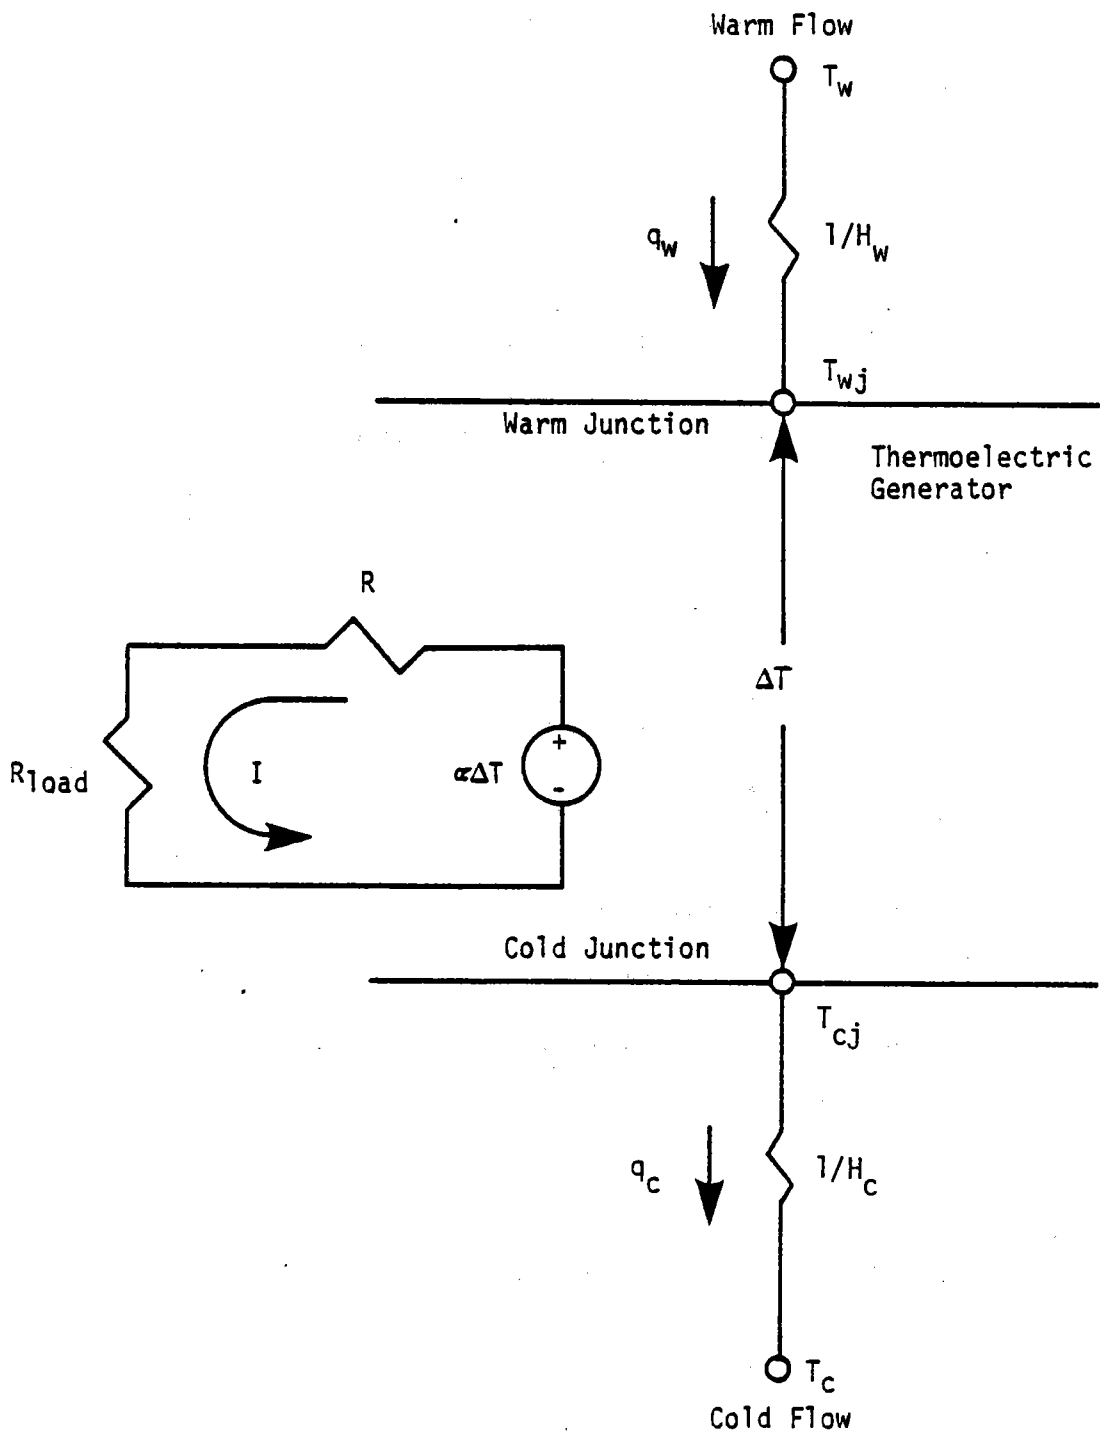 Warm Flow
T_w
q_w
1/H_w
T_wj
Warm Junction
Thermoelectric
Generator
R
ΔT
R_load
I
αΔT
+
-
Cold Junction
T_cj
q_c
1/H_c
T_c
Cold Flow